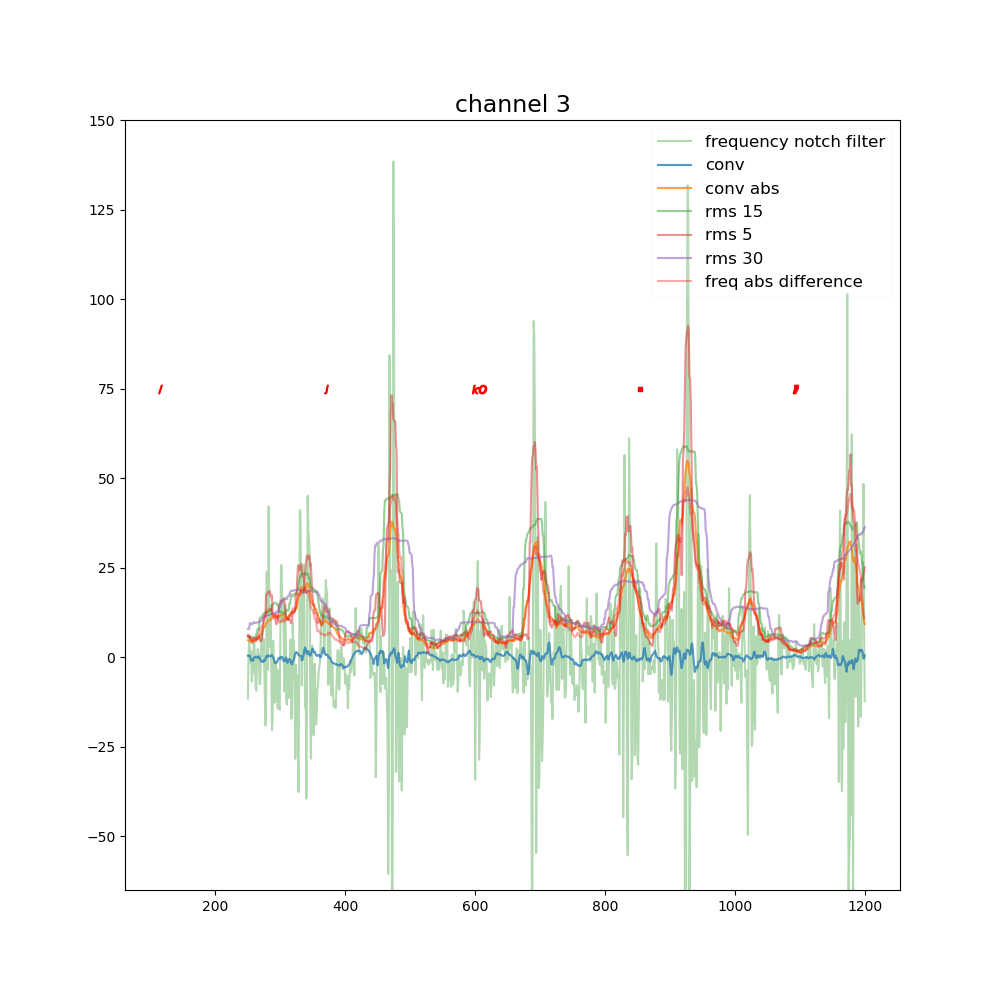 channel 3
150
125
100
75
50
25
0
−25
−50
frequency notch filter
conv
conv abs
rms 15
rms 5
rms 30
freq abs difference
J
kO
200
400
600
800
1000
1200